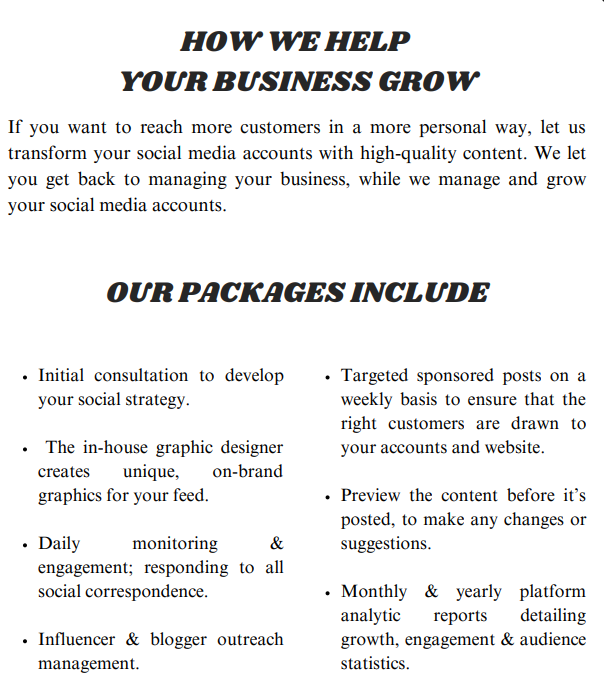 HOW WE HELP
YOUR BUSINESS GROW
If you want to reach more customers in a more personal way, let us
transform your social media accounts with high-quality content. We let
you get back to managing your business, while we manage and grow
your social media accounts.
OUR PACKAGES INCLUDE
• Initial consultation to develop
your social strategy.
• The in-house graphic designer
creates unique, on-brand
graphics for your feed.
• Daily monitoring &
engagement; responding to all
social correspondence.
• Influencer & blogger outreach
management.
• Targeted sponsored posts on a
weekly basis to ensure that the
right customers are drawn to
your accounts and website.
• Preview the content before it’s
posted, to make any changes or
suggestions.
• Monthly & yearly platform
analytic reports detailing
growth, engagement & audience
statistics.